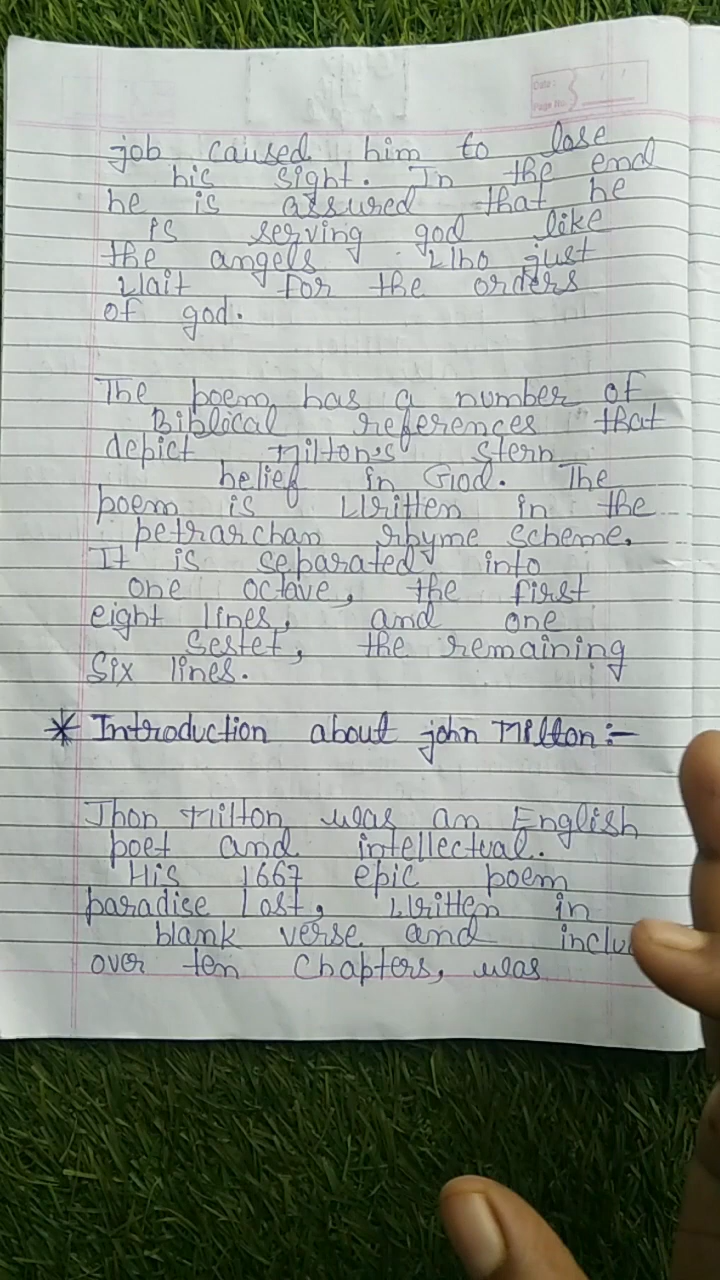 Date :
Page No.
job caused him to lose
his sight. In the end
he is assured that he
is serving god like
the angels who just
wait for the orders
of god.
The poem has a number of
Biblical references that
depict Milton's stern
belief in God. The
poem is written in the
petrarchan rhyme scheme.
It is separated into
one octave, the first
eight lines, and one
sestet, the remaining
six lines.
* Introduction about john Milton :-
Jhon Milton was an English
poet and intellectual.
His 1667 epic poem
paradise Lost, written in
blank verse and
over ten Chapters, was